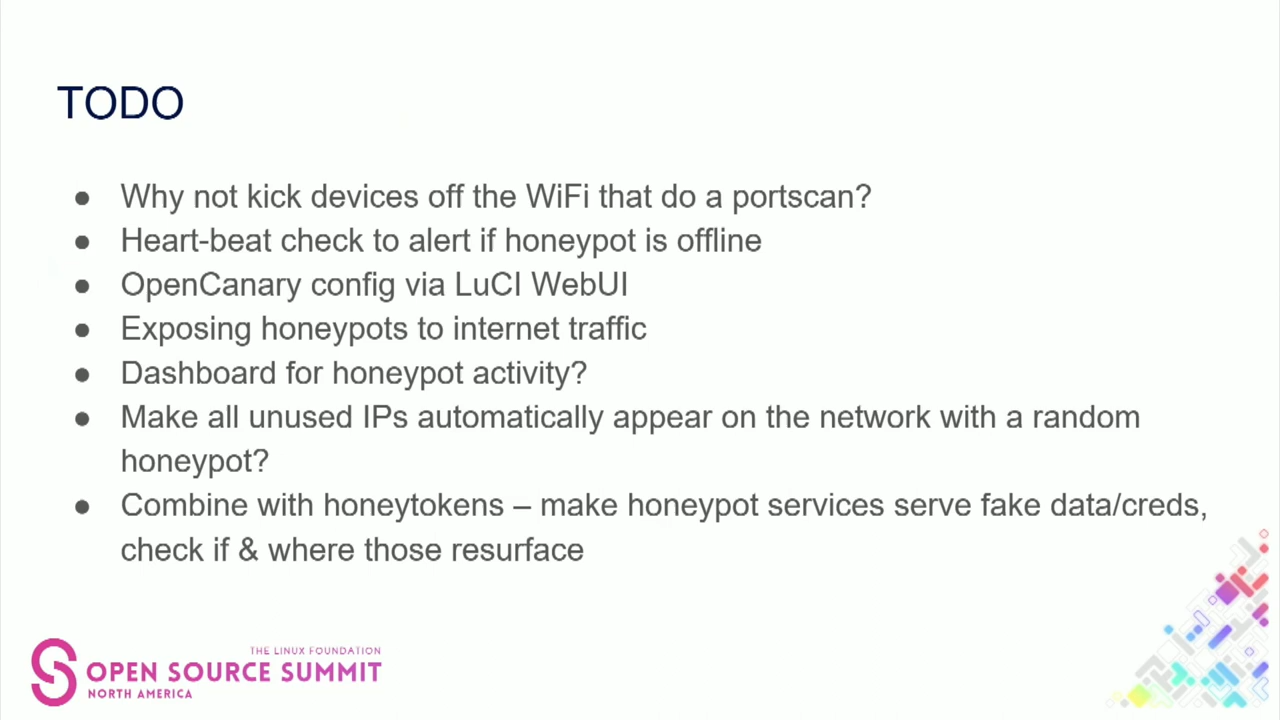 TODO
● Why not kick devices off the WiFi that do a portscan?
● Heart-beat check to alert if honeypot is offline
● OpenCanary config via LuCI WebUI
● Exposing honeypots to internet traffic
● Dashboard for honeypot activity?
● Make all unused IPs automatically appear on the network with a random
honeypot?
● Combine with honeytokens – make honeypot services serve fake data/creds,
check if & where those resurface
THE LINUX FOUNDATION
OPEN SOURCE SUMMIT
NORTH AMERICA